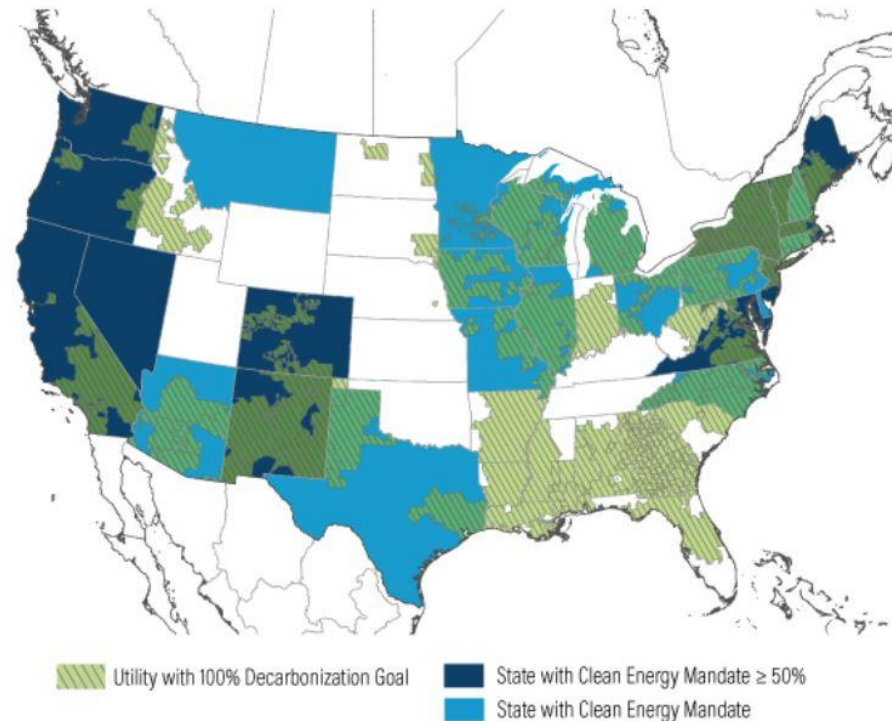 Utility with 100% Decarbonization Goal
State with Clean Energy Mandate ≥ 50%
State with Clean Energy Mandate